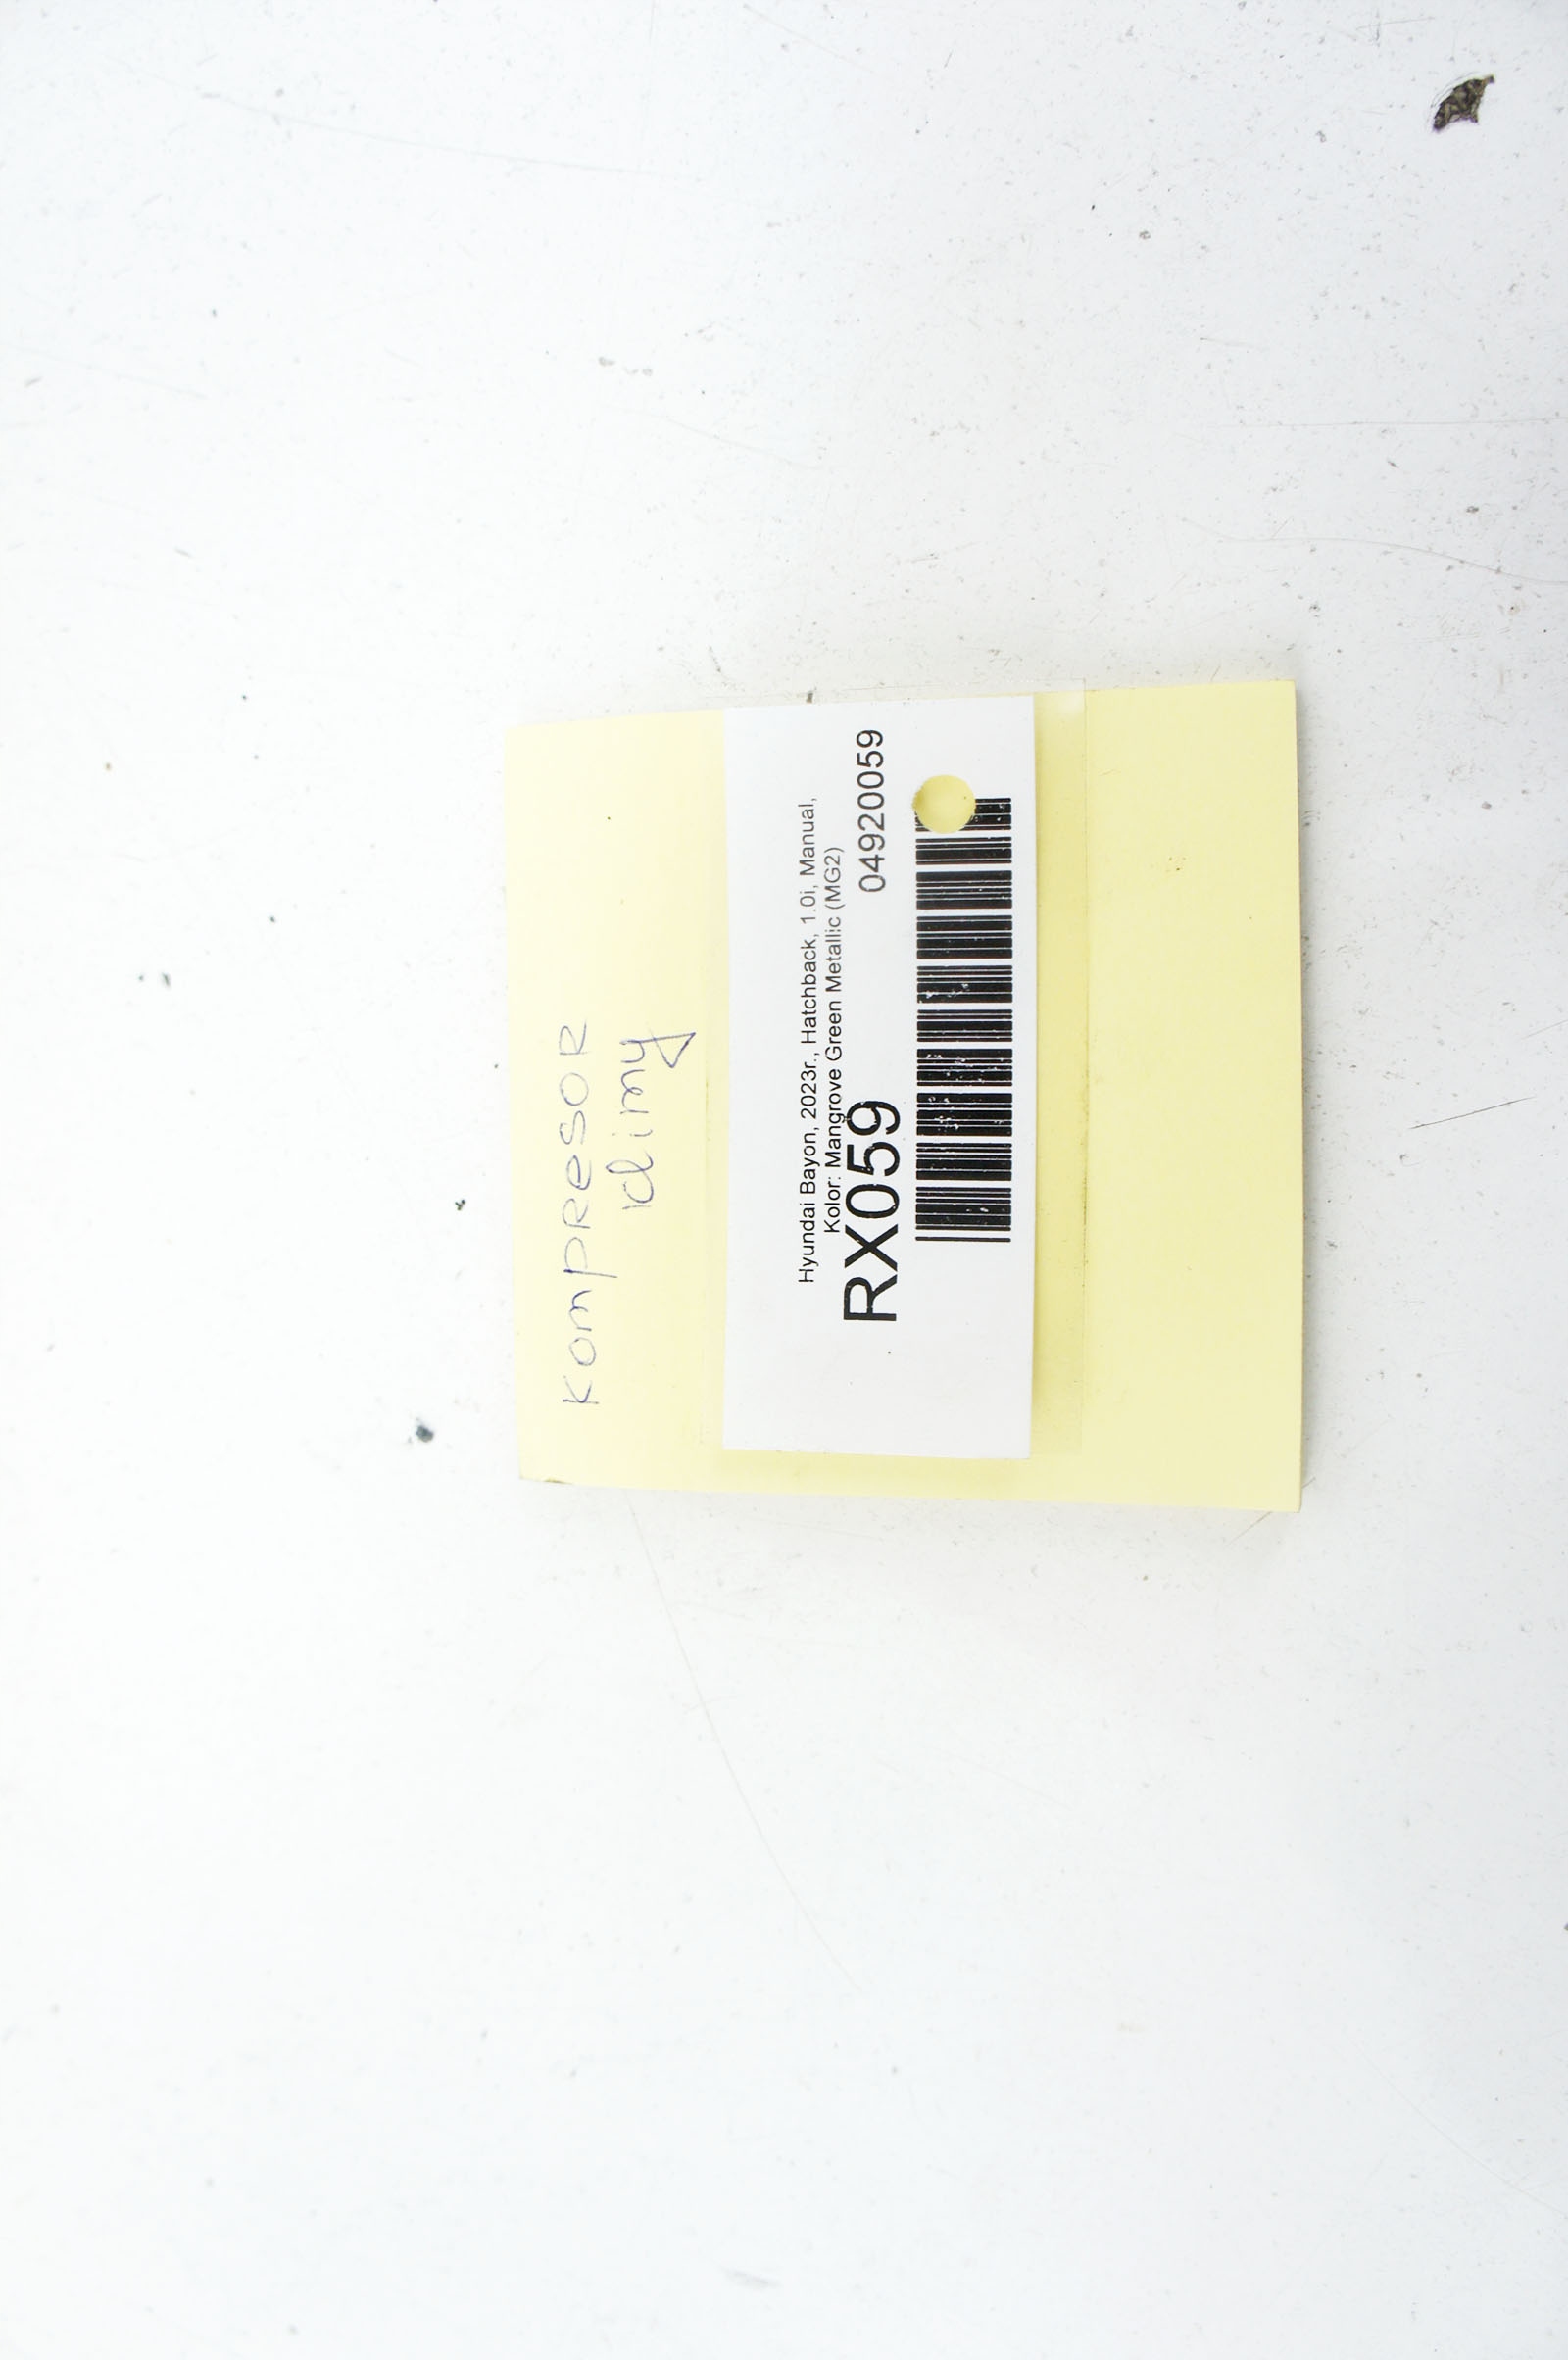 Kompresor
klimy
Hyundai Bayon, 2023r., Hatchback, 1.0i, Manual,
Kolor: Mangrove Green Metallic (MG2)
RX059 04920059